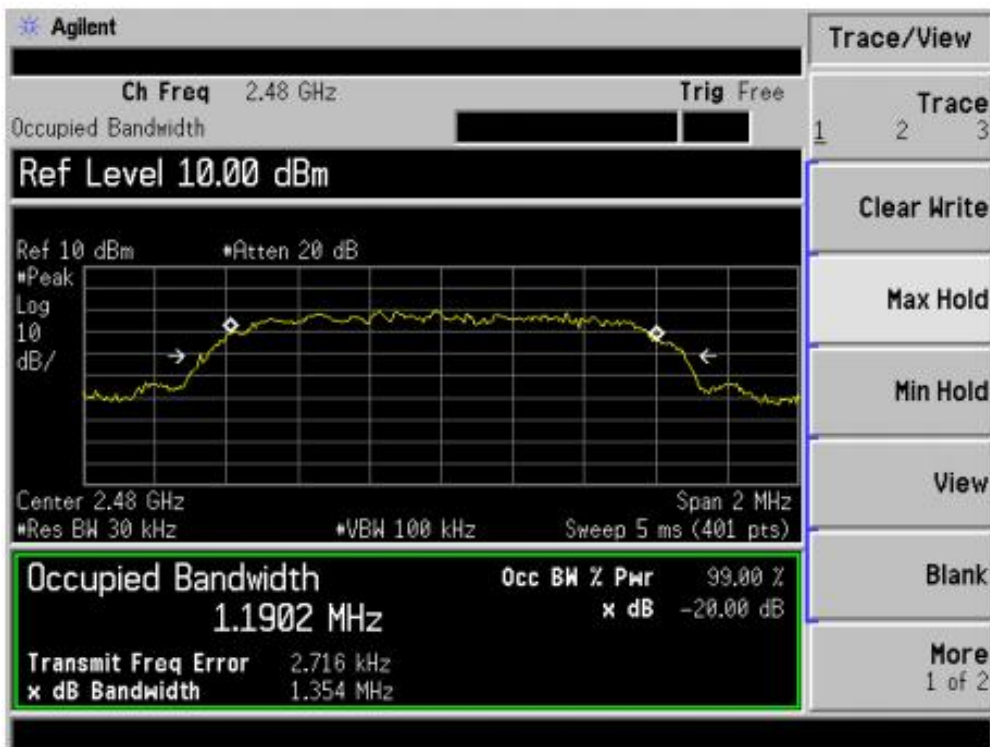 Agilent
Trace/View
Ch Freq 2.48 GHz Trig Free
Occupied Bandwidth
Trace
1 2 3
Ref Level 10.00 dBm
Clear Write
Ref 10 dBm #Atten 20 dB
#Peak
Log
10
dB/
Max Hold
Min Hold
Center 2.48 GHz Span 2 MHz
#Res BW 30 kHz #VBW 100 kHz Sweep 5 ms (401 pts)
View
Occupied Bandwidth
1.1902 MHz
Occ BW % Pwr 99.00 %
x dB -20.00 dB
Transmit Freq Error 2.716 kHz
x dB Bandwidth 1.354 MHz
Blank
More
1 of 2